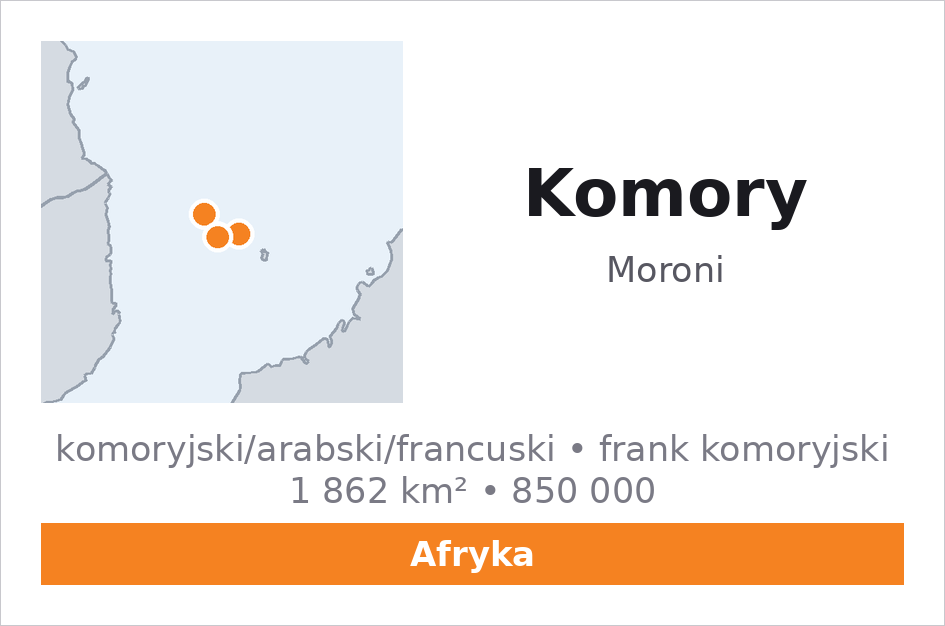 Komory
Moroni
komoryjski/arabski/francuski • frank komoryjski
1 862 km² • 850 000
Afryka